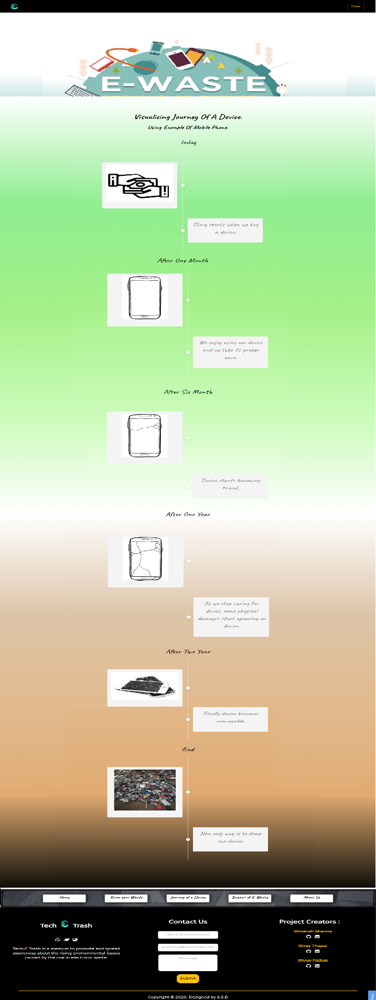 User
E-WASTE
Visualizing Journey Of A Device.
Using Example Of Mobile Phone.
Today
Story starts when we buy
a device.
After One Month
We enjoy using our device
and we take its proper
care.
After Six Month
Device starts becoming
trivial.
After One Year
As we stop caring for
device, some physical
damages start apearing on
device.
After Two Year
Finally device becomes
non-usable.
End
Now only way is to dump
our device.
Home
Know your Waste
Journey of a Device
Impact of E-Waste
About Us
Tech Trash
Tech-E Trash is a medium to promote and spread
awareness about the rising environmental issues
caused by the rise in electronic waste.
Contact Us
David Attenborough
example@example.com
Message
Submit
Project Creators :
Shivansh Sharma
Shrey Thapar
Dhruv Pathak
Copyright © 2020, Designed by S.S.D